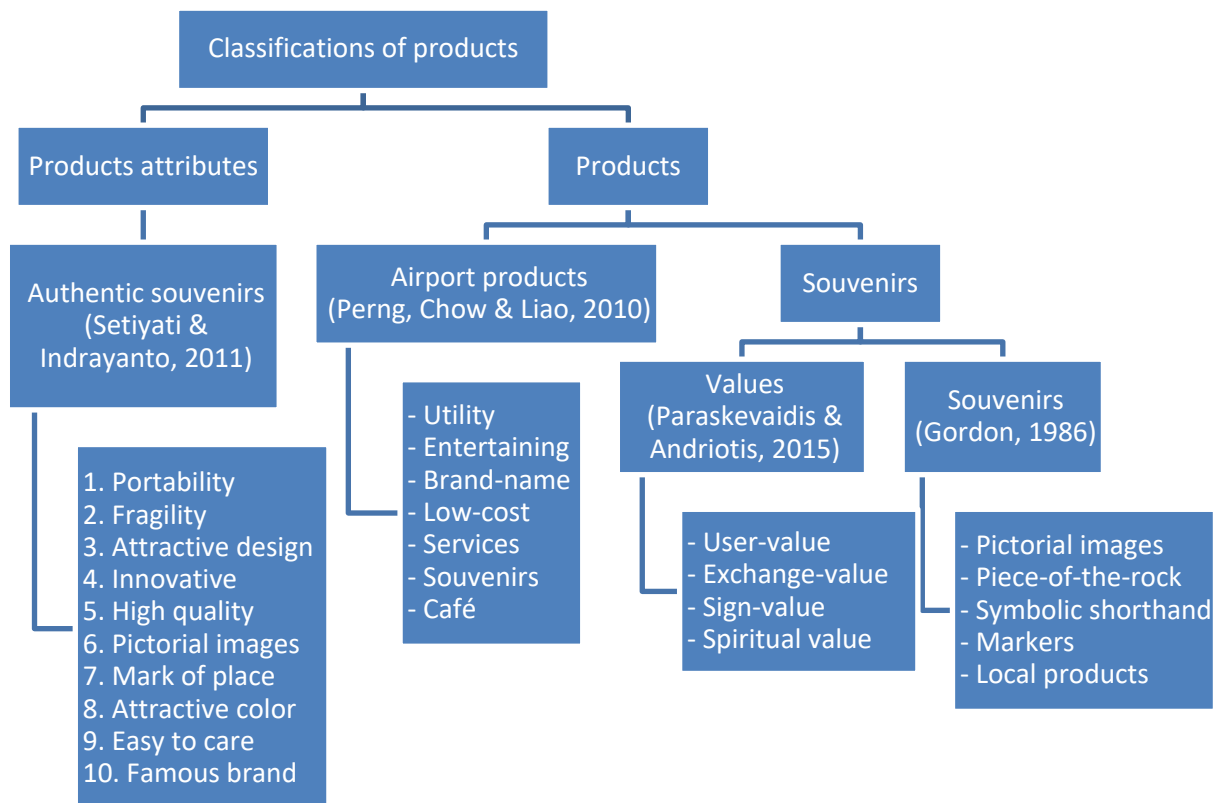 Classifications of products
Products attributes
Products
Authentic souvenirs
(Setiyati &
Indrayanto, 2011)
Airport products
(Perng, Chow & Liao, 2010)
Souvenirs
Values
(Paraskevaidis &
Andriotis, 2015)
Souvenirs
(Gordon, 1986)
1. Portability
2. Fragility
3. Attractive design
4. Innovative
5. High quality
6. Pictorial images
7. Mark of place
8. Attractive color
9. Easy to care
10. Famous brand
- Utility
- Entertaining
- Brand-name
- Low-cost
- Services
- Souvenirs
- Café
- User-value
- Exchange-value
- Sign-value
- Spiritual value
- Pictorial images
- Piece-of-the-rock
- Symbolic shorthand
- Markers
- Local products